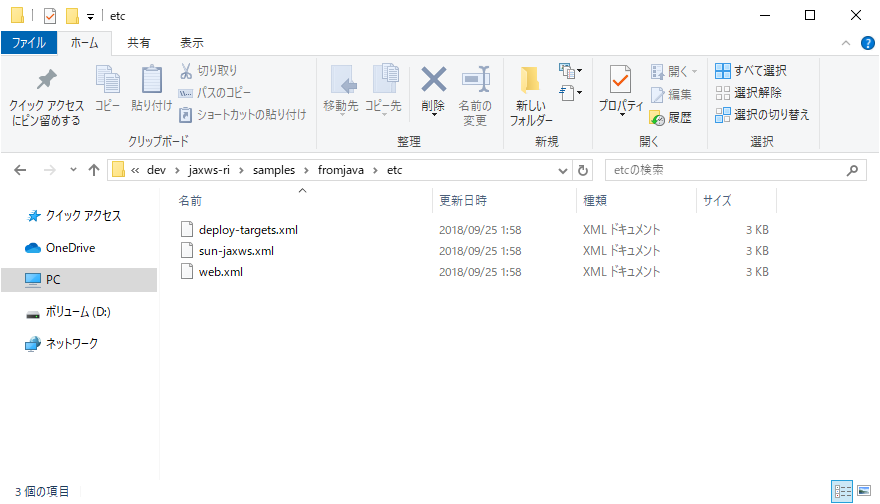 etc
ファイル ホーム 共有 表示
クイック アクセス
にピン留めする
コピー
貼り付け
切り取り
パスのコピー
ショートカットの貼り付け
クリップボード
移動先
コピー先
削除
名前の
変更
整理
新しい
フォルダー
新規
プロパティ
開く
編集
履歴
開く
すべて選択
選択解除
選択の切り替え
選択
« dev › jaxws-ri › samples › fromjava › etc
etcの検索
クイック アクセス
OneDrive
PC
ボリューム (D:)
ネットワーク
名前 更新日時 種類 サイズ
deploy-targets.xml 2018/09/25 1:58 XML ドキュメント 3 KB
sun-jaxws.xml 2018/09/25 1:58 XML ドキュメント 3 KB
web.xml 2018/09/25 1:58 XML ドキュメント 3 KB
3 個の項目